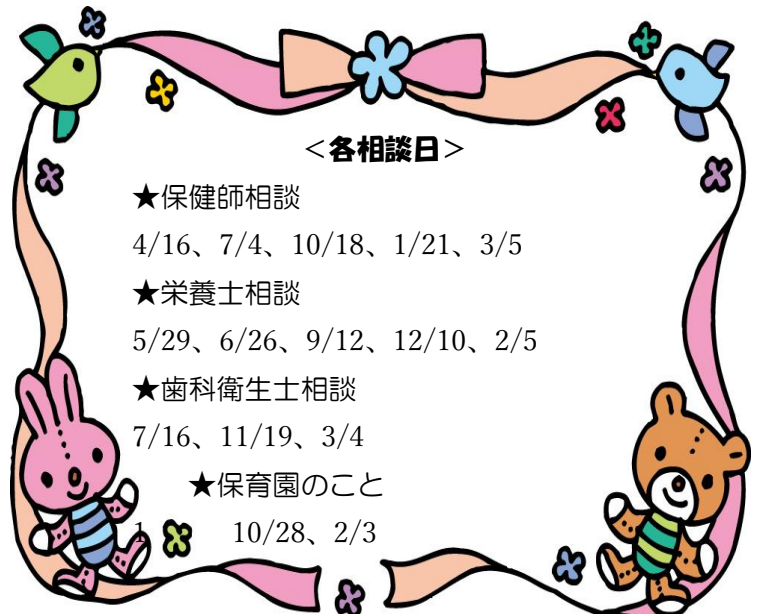 ＜各相談日＞
★保健師相談
4/16、7/4、10/18、1/21、3/5
★栄養士相談
5/29、6/26、9/12、12/10、2/5
★歯科衛生士相談
7/16、11/19、3/4
★保育園のこと
1 10/28、2/3